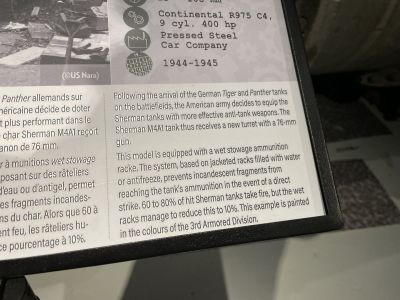 Continental R975 C4,
9 cyl. 400 hp
Pressed Steel
Car Company
1944-1945
(©US Nara)
Panther allemands sur
méricaine décide de doter
t plus performant dans le
char Sherman M4A1 reçoit
anon de 76 mm.
r à munitions wet stowage
posant sur des râteliers
d'eau ou d'antigel, permet
es fragments incandes-
ons du char. Alors que 60 à
ent feu, les râteliers hu-
e pourcentage à 10%.
Following the arrival of the German Tiger and Panther tanks
on the battlefields, the American army decides to equip the
Sherman tanks with more effective anti-tank weapons. The
Sherman M4A1 tank thus receives a new turret with a 76-mm
gun.
This model is equipped with a wet stowage ammunition
racke. The system, based on jacketed racks filled with water
or antifreeze, prevents incandescent fragments from
reaching the tank's ammunition in the event of a direct
strike. 60 to 80% of hit Sherman tanks take fire, but the wet
racks manage to reduce this to 10%. This example is painted
in the colours of the 3rd Armored Division.